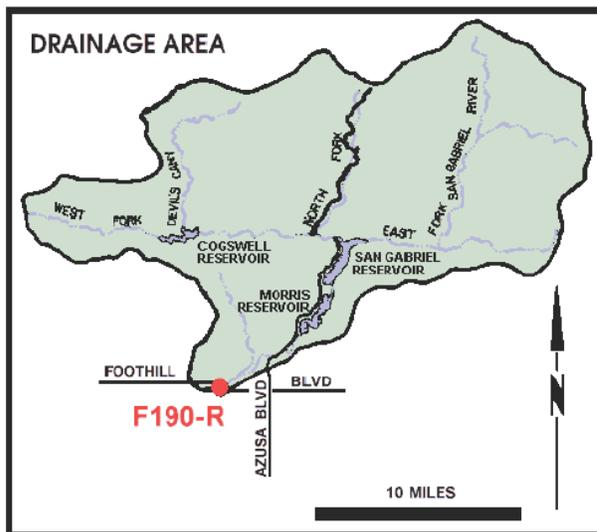 DRAINAGE AREA
WEST FORK
DEVIL'S CANY
NORTH FORK
EAST FORK SAN GABRIEL RIVER
COGSWELL
RESERVOIR
SAN GABRIEL
RESERVOIR
MORRIS
RESERVOIR
FOOTHILL BLVD
F190-R
AZUSA BLVD
N
10 MILES